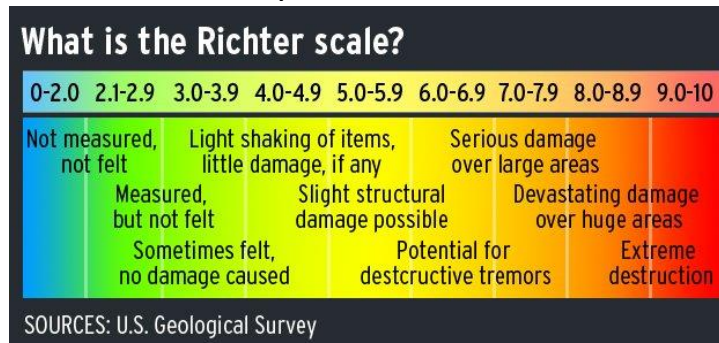 What is the Richter scale?
0-2.0 2.1-2.9 3.0-3.9 4.0-4.9 5.0-5.9 6.0-6.9 7.0-7.9 8.0-8.9 9.0-10
Not measured,
not felt
Measured,
but not felt
Sometimes felt,
no damage caused
Light shaking of items,
little damage, if any
Slight structural
damage possible
Potential for
destcructive tremors
Serious damage
over large areas
Devastating damage
over huge areas
Extreme
destruction
SOURCES: U.S. Geological Survey